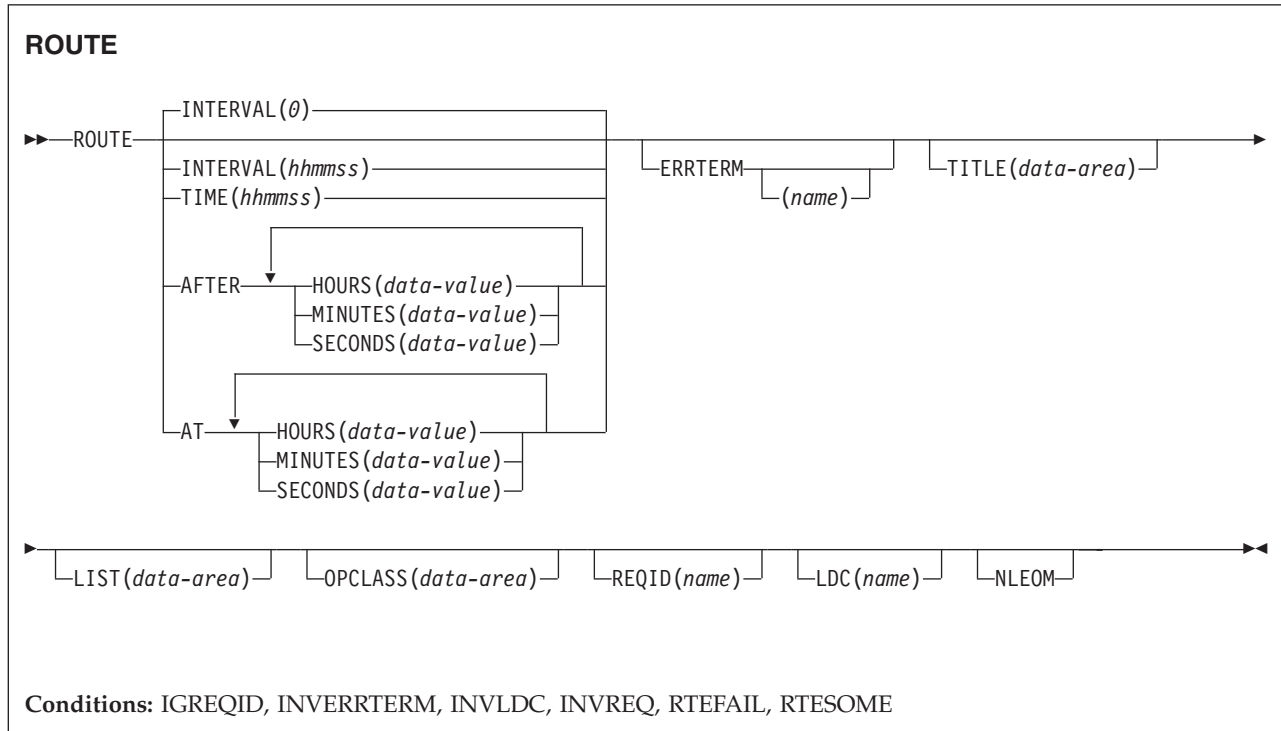 ROUTE
INTERVAL(0)
ROUTE
INTERVAL(hhmmss)
ERRTERM
TITLE(data-area)
TIME(hhmmss)
(name)
AFTER
HOURS(data-value)
MINUTES(data-value)
SECONDS(data-value)
AT
HOURS(data-value)
MINUTES(data-value)
SECONDS(data-value)
LIST(data-area)
OPCLASS(data-area)
REQID(name)
LDC(name)
NLEOM
Conditions: IGREQID, INVERRTERM, INVLDC, INVREQ, RTEFAIL, RTESOME